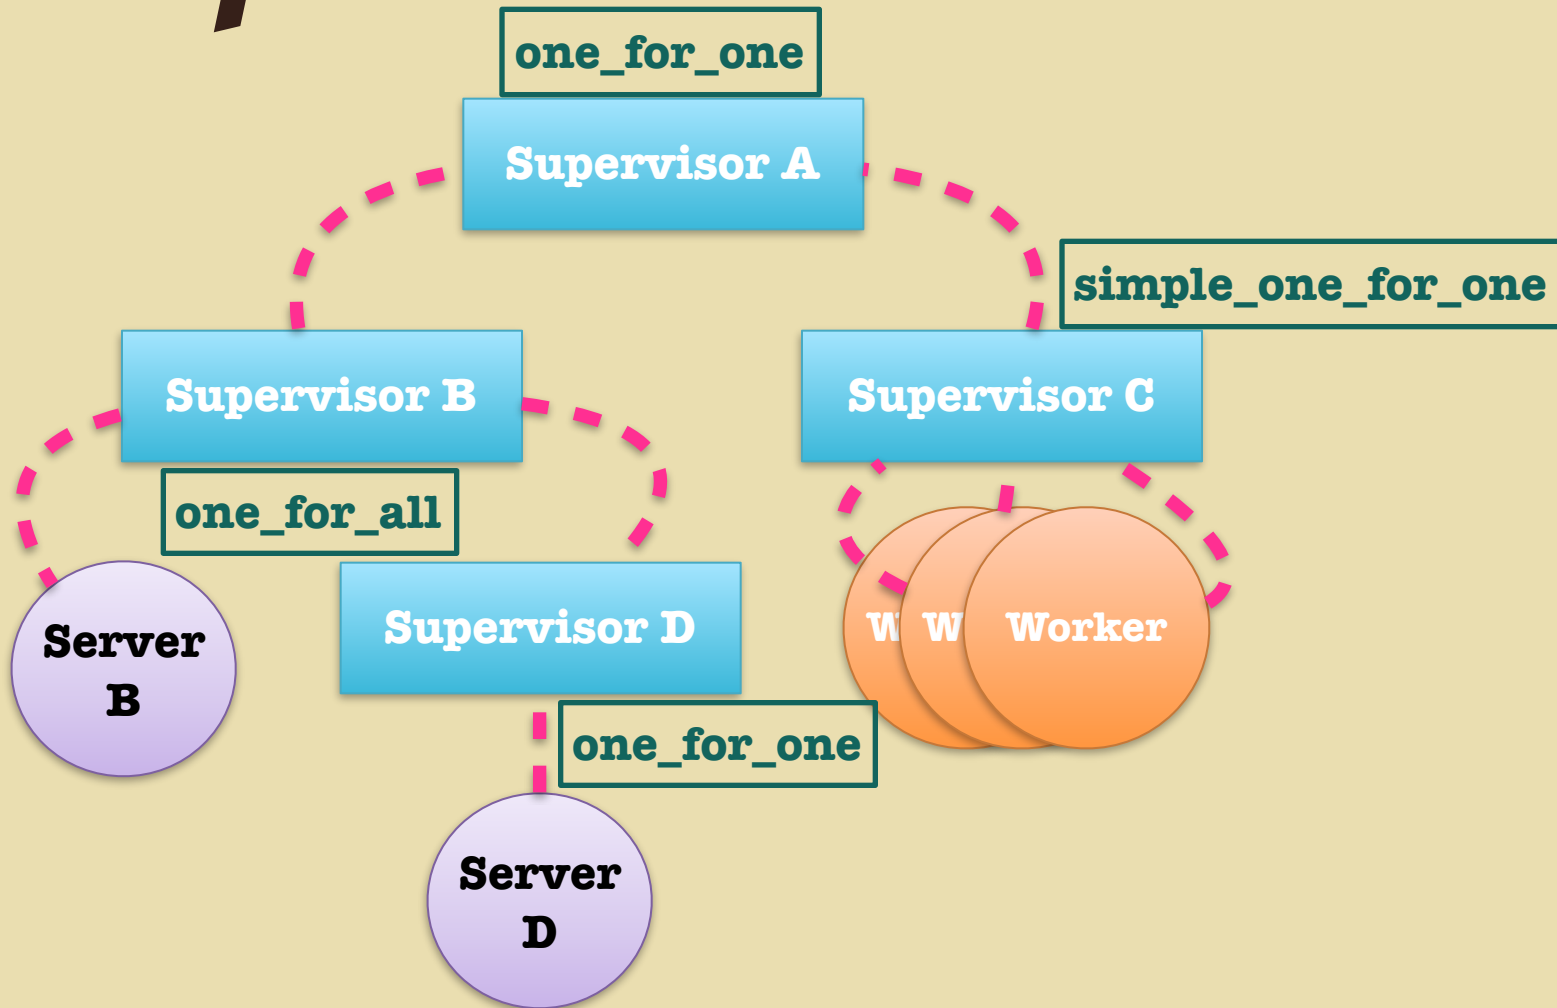 one_for_one
Supervisor A
simple_one_for_one
Supervisor B
Supervisor C
one_for_all
Server
B
Supervisor D
W
W
Worker
one_for_one
Server
D